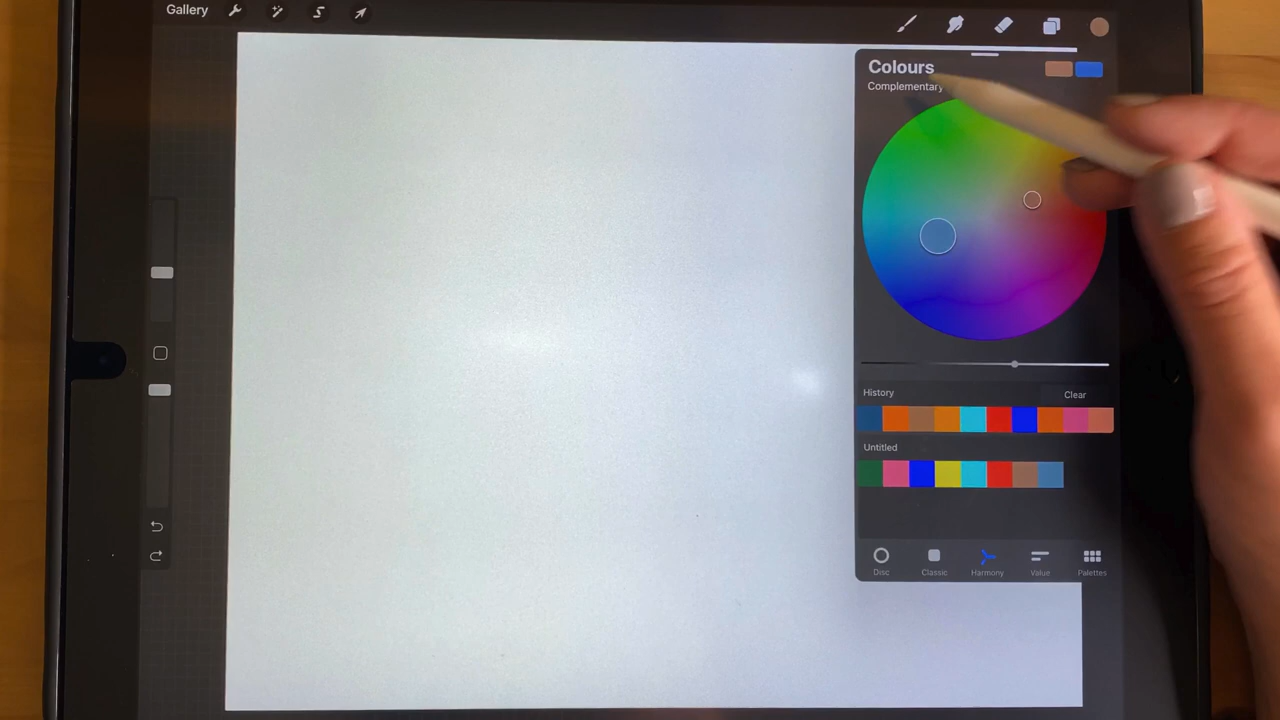 Gallery
Colours
Complementary
History
Clear
Untitled
Disc
Classic
Harmony
Value
Palettes